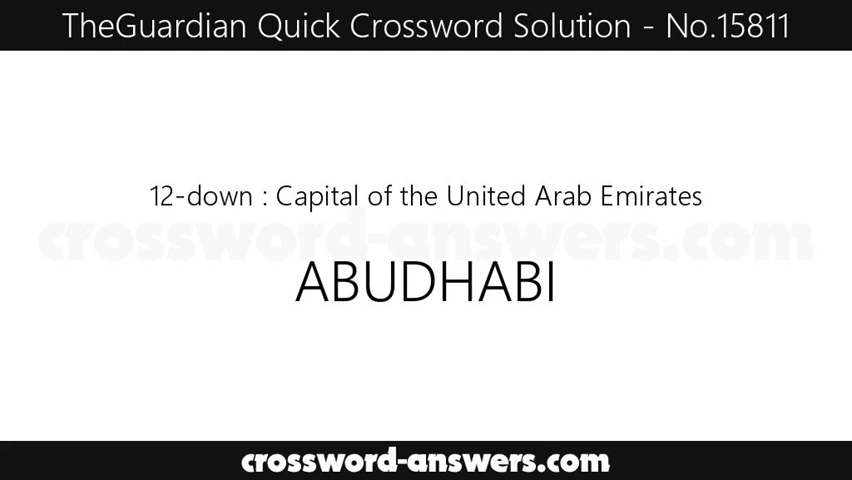 TheGuardian Quick Crossword Solution - No.15811
12-down : Capital of the United Arab Emirates
crossword-answers.com
ABUDHABI
crossword-answers.com